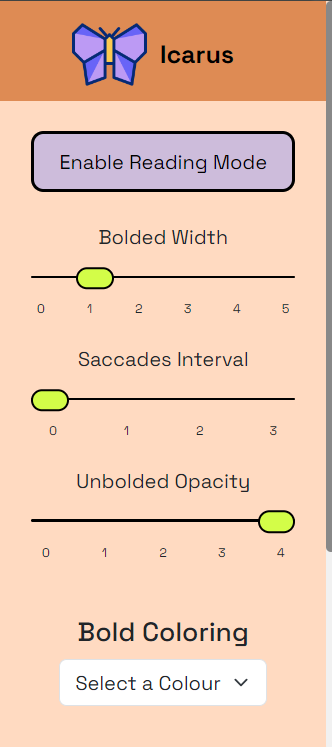 Icarus
Enable Reading Mode
Bolded Width
0 1 2 3 4 5
Saccades Interval
0 1 2 3
Unbolded Opacity
0 1 2 3 4
Bold Coloring
Select a Colour